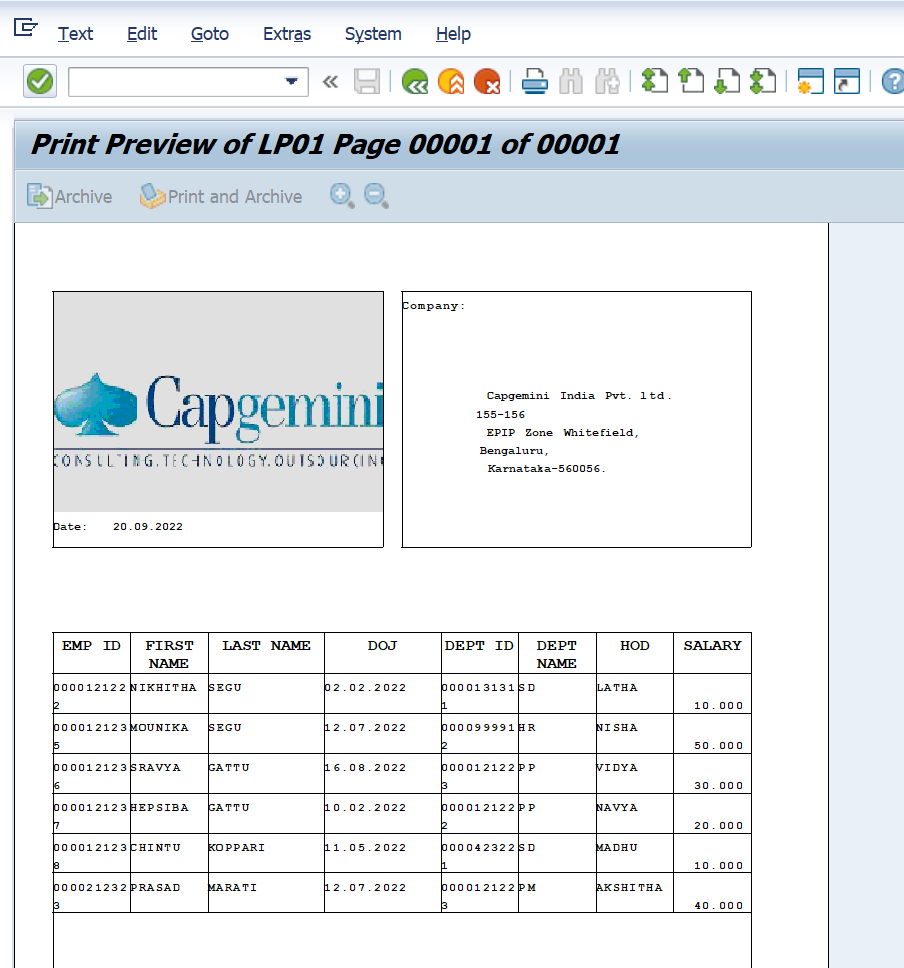 Text Edit Goto Extras System Help
Print Preview of LP01 Page 00001 of 00001
Archive Print and Archive
Capgemini
CONSULTING.TECHNOLOGY.OUTSOURCING
Date: 20.09.2022
Company:
Capgemini India Pvt. ltd.
155-156
EPIP Zone Whitefield,
Bengaluru,
Karnataka-560056.
EMP ID FIRST LAST NAME DOJ DEPT ID DEPT HOD SALARY
NAME NAME
000012122 NIKHITHA SEGU 02.02.2022 000013131 SD LATHA
2 1 10.000
000012123 MOUNIKA SEGU 12.07.2022 000099991 HR NISHA
5 2 50.000
000012123 SRAVYA GATTU 16.08.2022 000012122 PP VIDYA
6 3 30.000
000012123 HEPSIBA GATTU 10.02.2022 000012122 PP NAVYA
7 2 20.000
000012123 CHINTU KOPPARI 11.05.2022 000042322 SD MADHU
8 1 10.000
000021232 PRASAD MARATI 12.07.2022 000012122 PM AKSHITHA
3 3 40.000